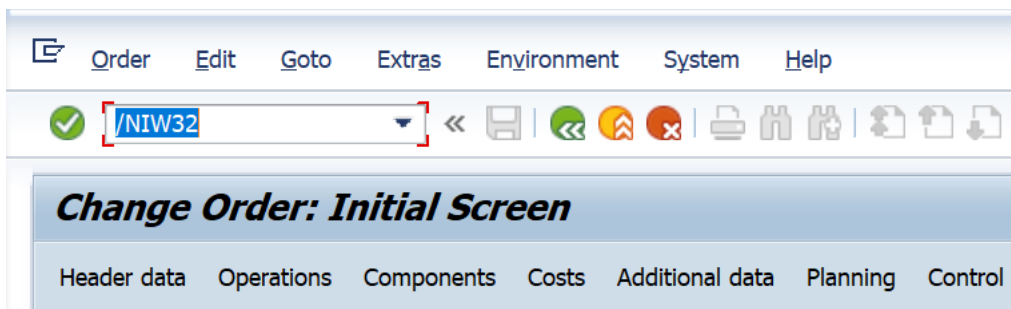 Order Edit Goto Extras Environment System Help
/NIW32
Change Order: Initial Screen
Header data Operations Components Costs Additional data Planning Control